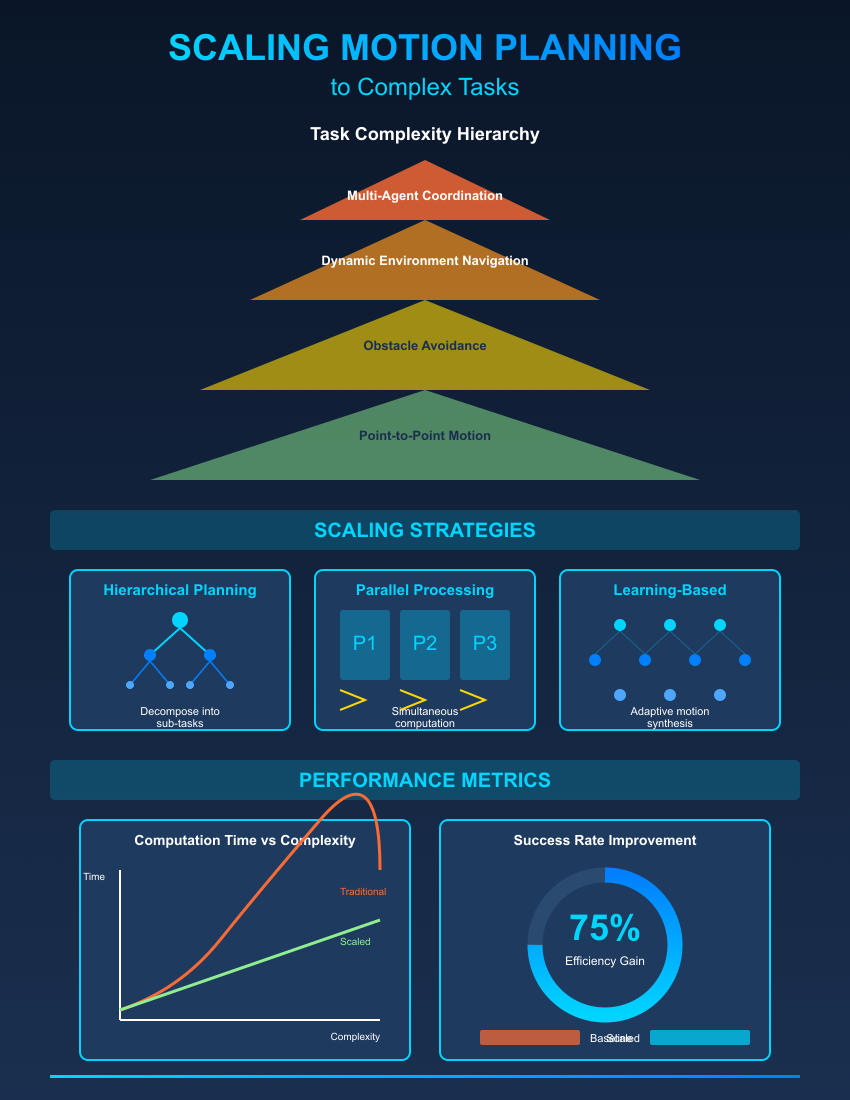 SCALING MOTION PLANNING
to Complex Tasks
Task Complexity Hierarchy
Multi-Agent Coordination
Dynamic Environment Navigation
Obstacle Avoidance
Point-to-Point Motion
SCALING STRATEGIES
Hierarchical Planning
Decompose into
sub-tasks
Parallel Processing
P1 P2 P3
Simultaneous
computation
Learning-Based
Adaptive motion
synthesis
PERFORMANCE METRICS
Computation Time vs Complexity
Time
Traditional
Scaled
Complexity
Success Rate Improvement
75%
Efficiency Gain
Baseline
Scaled